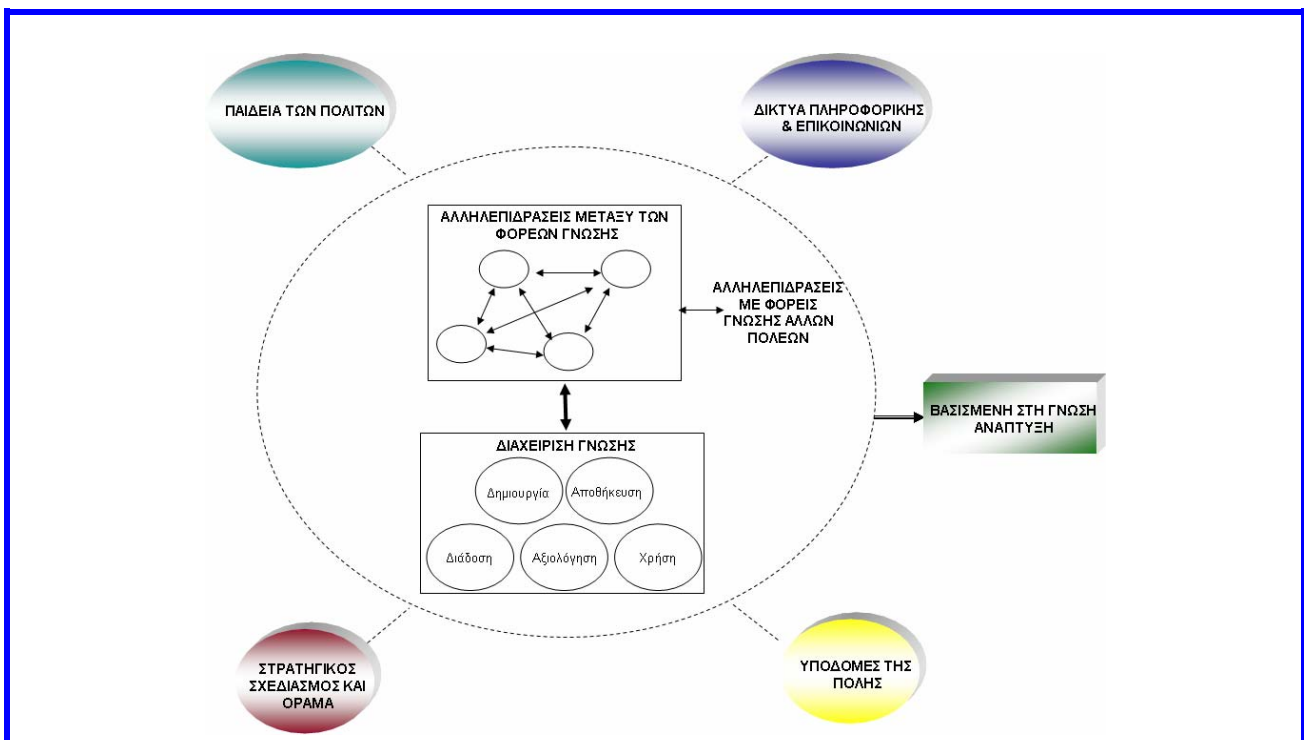 ΠΑΙΔΕΙΑ ΤΩΝ ΠΟΛΙΤΩΝ
ΔΙΚΤΥΑ ΠΛΗΡΟΦΟΡΙΚΗΣ
& ΕΠΙΚΟΙΝΩΝΙΩΝ
ΑΛΛΗΛΕΠΙΔΡΑΣΕΙΣ ΜΕΤΑΞΥ ΤΩΝ
ΦΟΡΕΩΝ ΓΝΩΣΗΣ
ΑΛΛΗΛΕΠΙΔΡΑΣΕΙΣ
ΜΕ ΦΟΡΕΙΣ
ΓΝΩΣΗΣ ΑΛΛΩΝ
ΠΟΛΕΩΝ
ΒΑΣΙΣΜΕΝΗ ΣΤΗ ΓΝΩΣΗ
ΑΝΑΠΤΥΞΗ
ΔΙΑΧΕΙΡΙΣΗ ΓΝΩΣΗΣ
Δημιουργία
Αποθήκευση
Διάδοση
Αξιολόγηση
Χρήση
ΣΤΡΑΤΗΓΙΚΟΣ
ΣΧΕΔΙΑΣΜΟΣ ΚΑΙ
ΟΡΑΜΑ
ΥΠΟΔΟΜΕΣ ΤΗΣ
ΠΟΛΗΣ